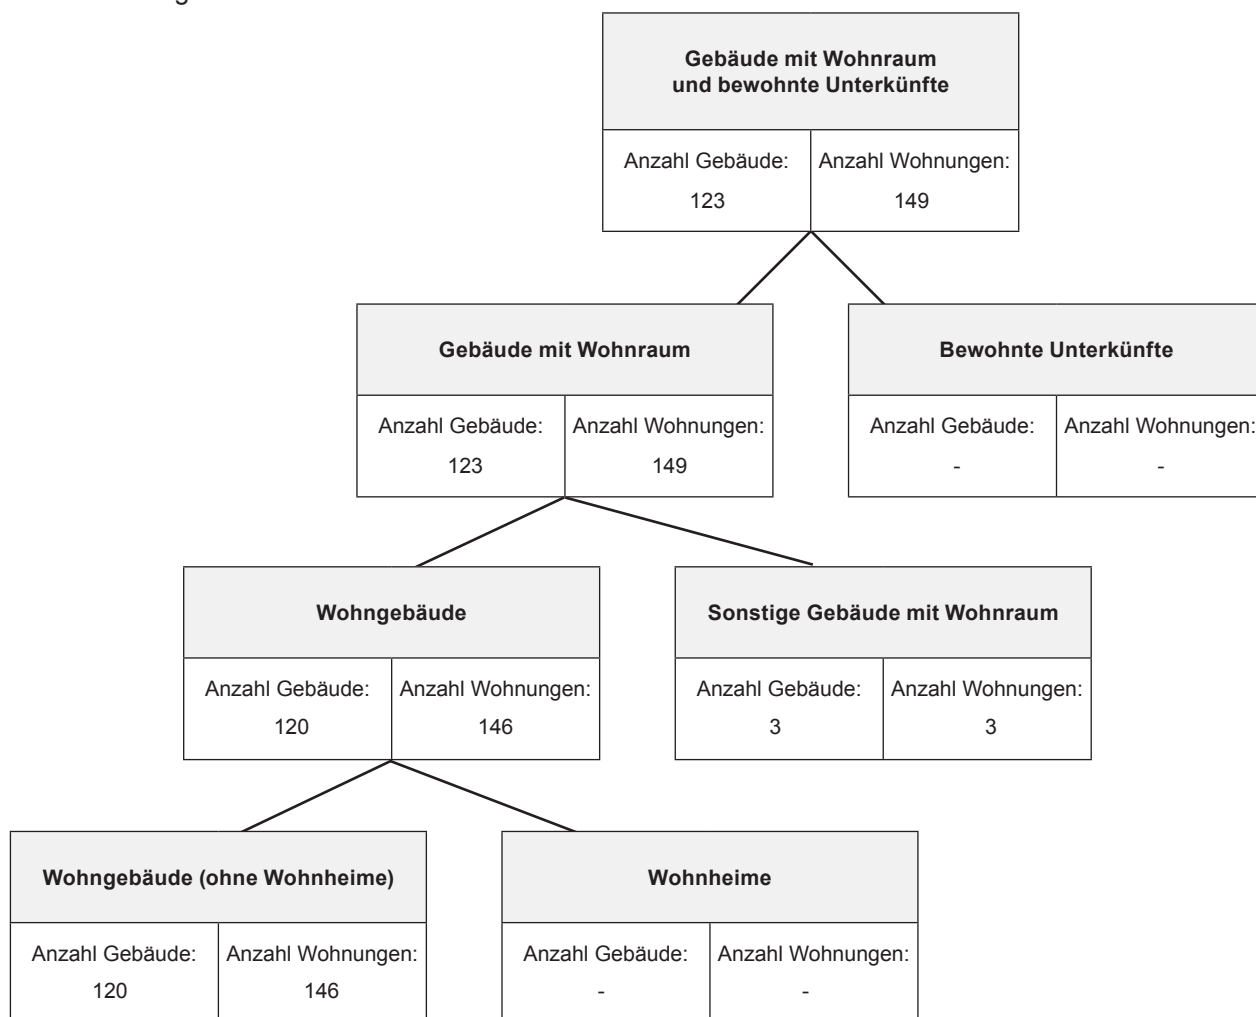 Gebäude mit Wohnraum
und bewohnte Unterkünfte
Anzahl Gebäude: Anzahl Wohnungen:
123 149
Gebäude mit Wohnraum
Bewohnte Unterkünfte
Anzahl Gebäude: Anzahl Wohnungen:
123 149
Anzahl Gebäude: Anzahl Wohnungen:
- -
Wohngebäude
Sonstige Gebäude mit Wohnraum
Anzahl Gebäude: Anzahl Wohnungen:
120 146
Anzahl Gebäude: Anzahl Wohnungen:
3 3
Wohngebäude (ohne Wohnheime)
Wohnheime
Anzahl Gebäude: Anzahl Wohnungen:
120 146
Anzahl Gebäude: Anzahl Wohnungen:
- -